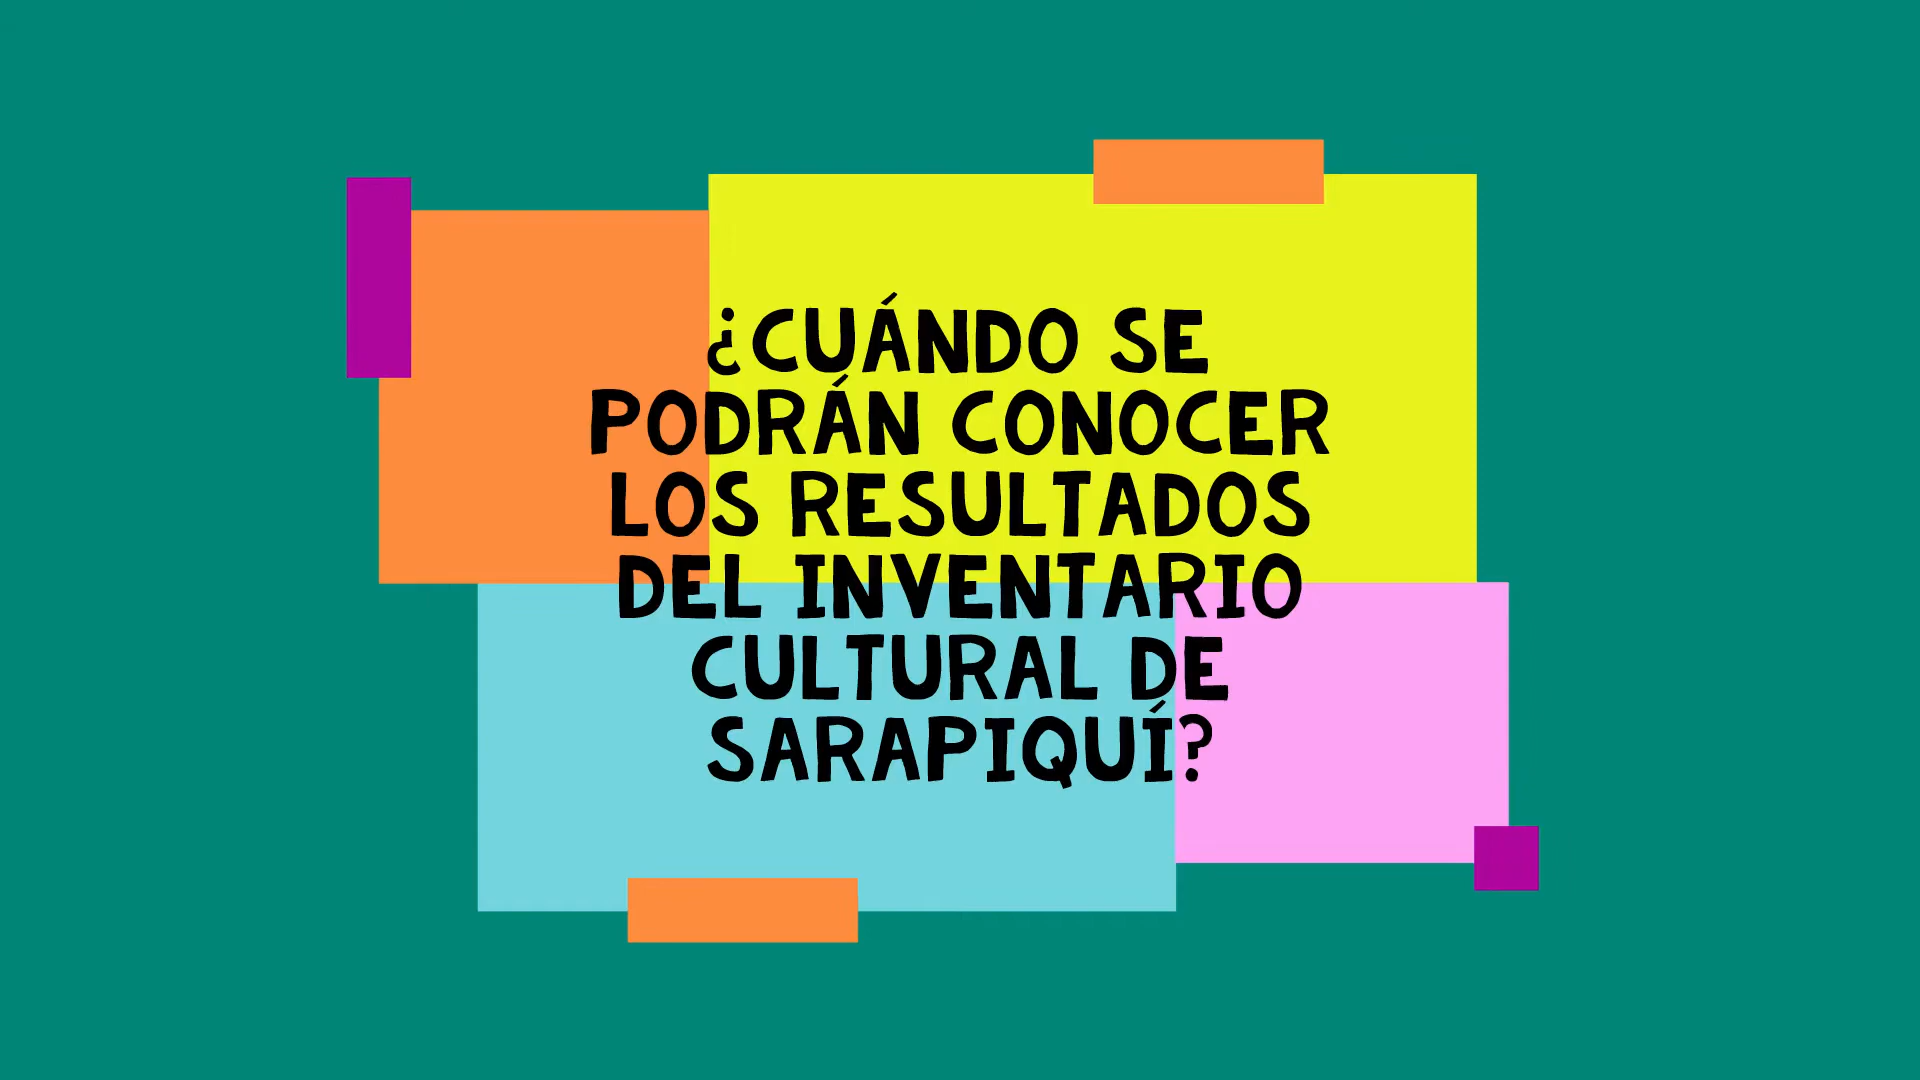 ¿CUÁNDO SE
PODRÁN CONOCER
LOS RESULTADOS
DEL INVENTARIO
CULTURAL DE
SARAPIQUÍ?